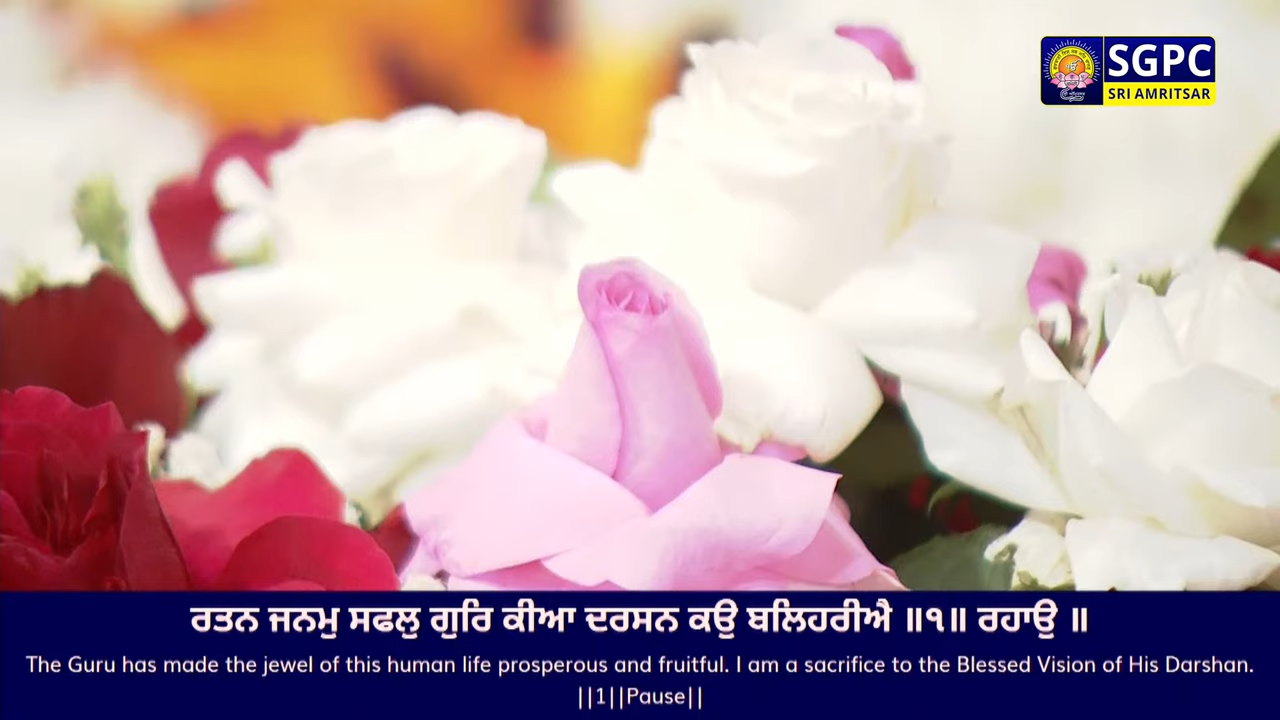 SGPC
SRI AMRITSAR
ਰਤਨ ਜਨਮੁ ਸਫਲੁ ਗੁਰਿ ਕੀਆ ਦਰਸਨ ਕਉ ਬਲਿਹਰੀਐ ॥੧॥ ਰਹਾਉ ॥
The Guru has made the jewel of this human life prosperous and fruitful. I am a sacrifice to the Blessed Vision of His Darshan.
||1||Pause||